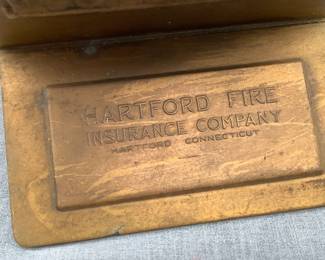 HARTFORD FIRE
INSURANCE COMPANY
HARTFORD CONNECTICUT